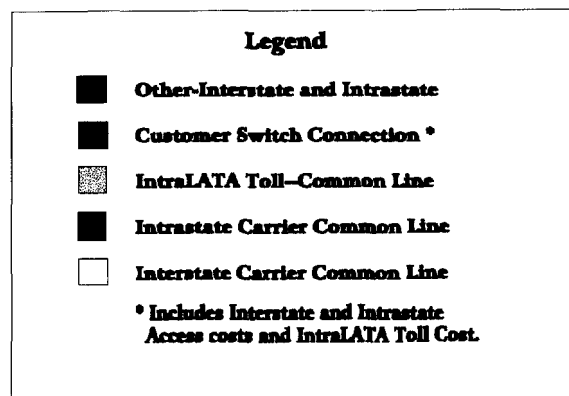 Legend
Other-Interstate and Intrastate
Customer Switch Connection *
IntraLATA Toll–Common Line
Intrastate Carrier Common Line
Interstate Carrier Common Line
* Includes Interstate and Intrastate
Access costs and IntraLATA Toll Cost.